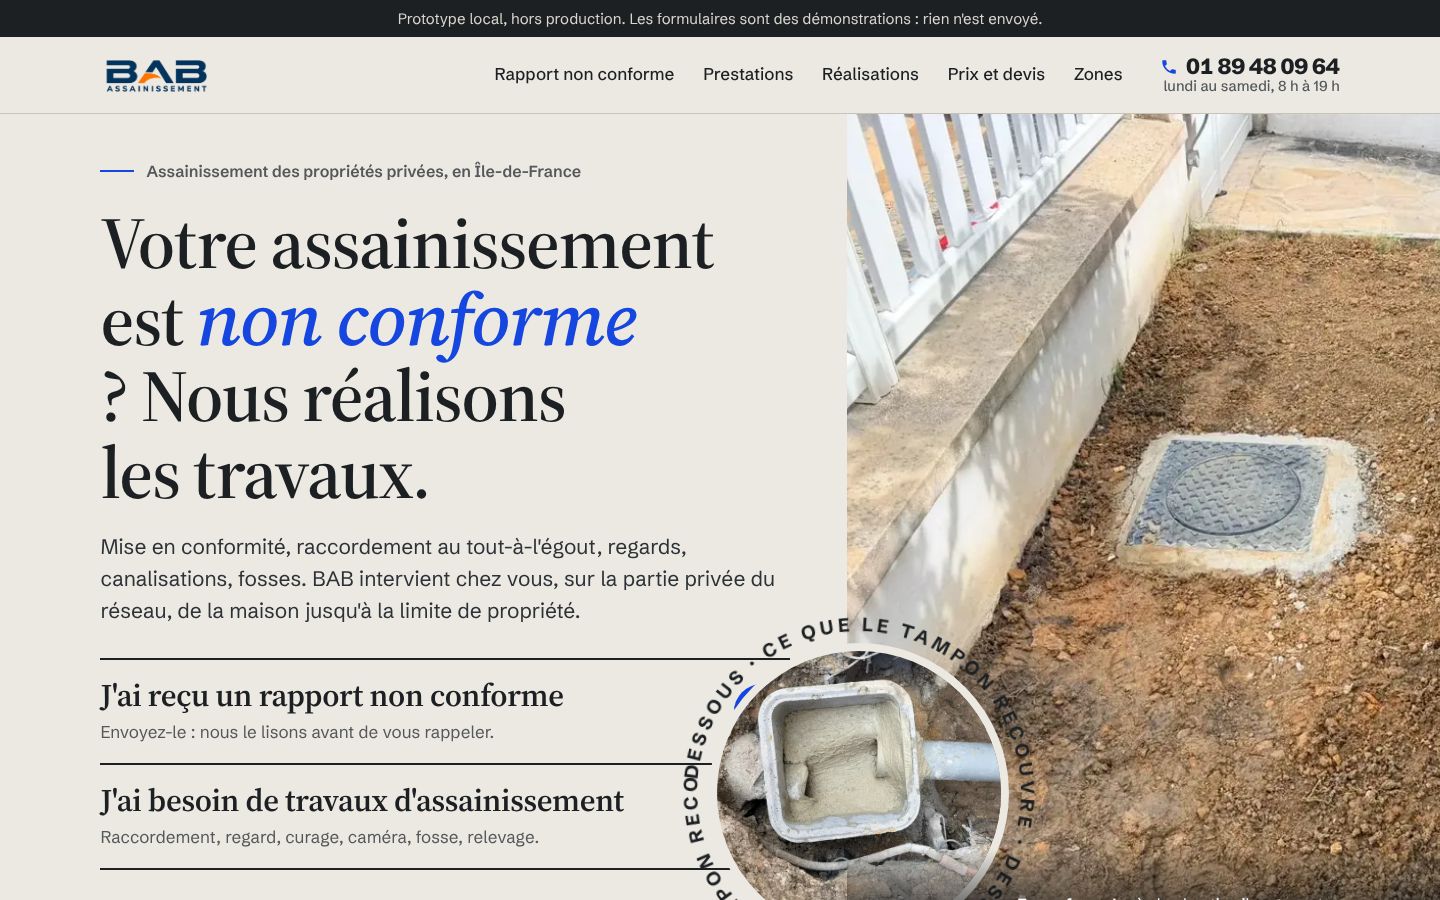 Prototype local, hors production. Les formulaires sont des démonstrations : rien n'est envoyé.
BAB
ASSAINISSEMENT
Rapport non conforme
Prestations
Réalisations
Prix et devis
Zones
01 89 48 09 64
lundi au samedi, 8 h à 19 h
Assainissement des propriétés privées, en Île-de-France
Votre assainissement
est non conforme
? Nous réalisons
les travaux.
Mise en conformité, raccordement au tout-à-l'égout, regards,
canalisations, fosses. BAB intervient chez vous, sur la partie privée du
réseau, de la maison jusqu'à la limite de propriété.
J'ai reçu un rapport non conforme
Envoyez-le : nous le lisons avant de vous rappeler.
J'ai besoin de travaux d'assainissement
Raccordement, regard, curage, caméra, fosse, relevage.
DESSOUS · CE QUE LE TAMPON RECOUVRE · DES
PON RECO